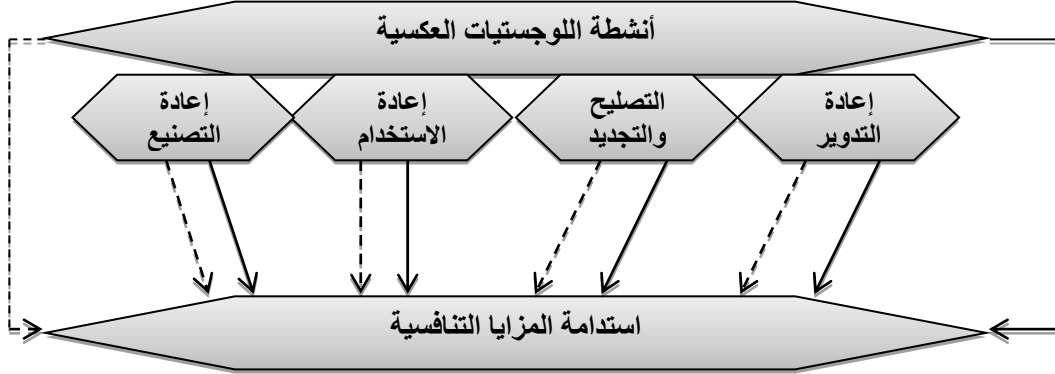 أنشطة اللوجستيات العكسية
إعادة
التدوير
التصليح
والتجديد
إعادة
الاستخدام
إعادة
التصنيع
استدامة المزايا التنافسية